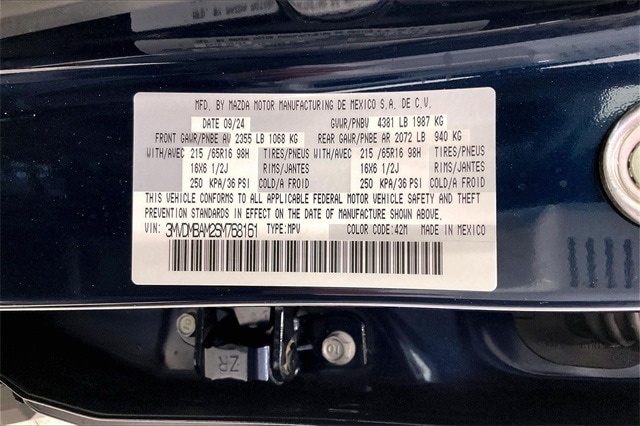 MFD. BY MAZDA MOTOR MANUFACTURING DE MEXICO S.A. DE C.V.
DATE 09/24 GVWR/PNBV 4381 LB 1987 KG
FRONT GAWR/PNBE AV 2355 LB 1068 KG REAR GAWR/PNBE AR 2072 LB 940 KG
WITH/AVEC 215 /65R16 98H TIRES/PNEUS WITH/AVEC 215 /65R16 98H TIRES/PNEUS
16X6 1/2J RIMS/JANTES 16X6 1/2J RIMS/JANTES
250 KPA/36 PSI COLD/A FROID 250 KPA/36 PSI COLD/A FROID
THIS VEHICLE CONFORMS TO ALL APPLICABLE FEDERAL MOTOR VEHICLE SAFETY AND THEFT
PREVENTION STANDARDS IN EFFECT ON THE DATE OF MANUFACTURE SHOWN ABOVE.
VIN: 3MVDMBAM2SM768161 TYPE:MPV COLOR CODE:42M MADE IN MEXICO
ZR
10